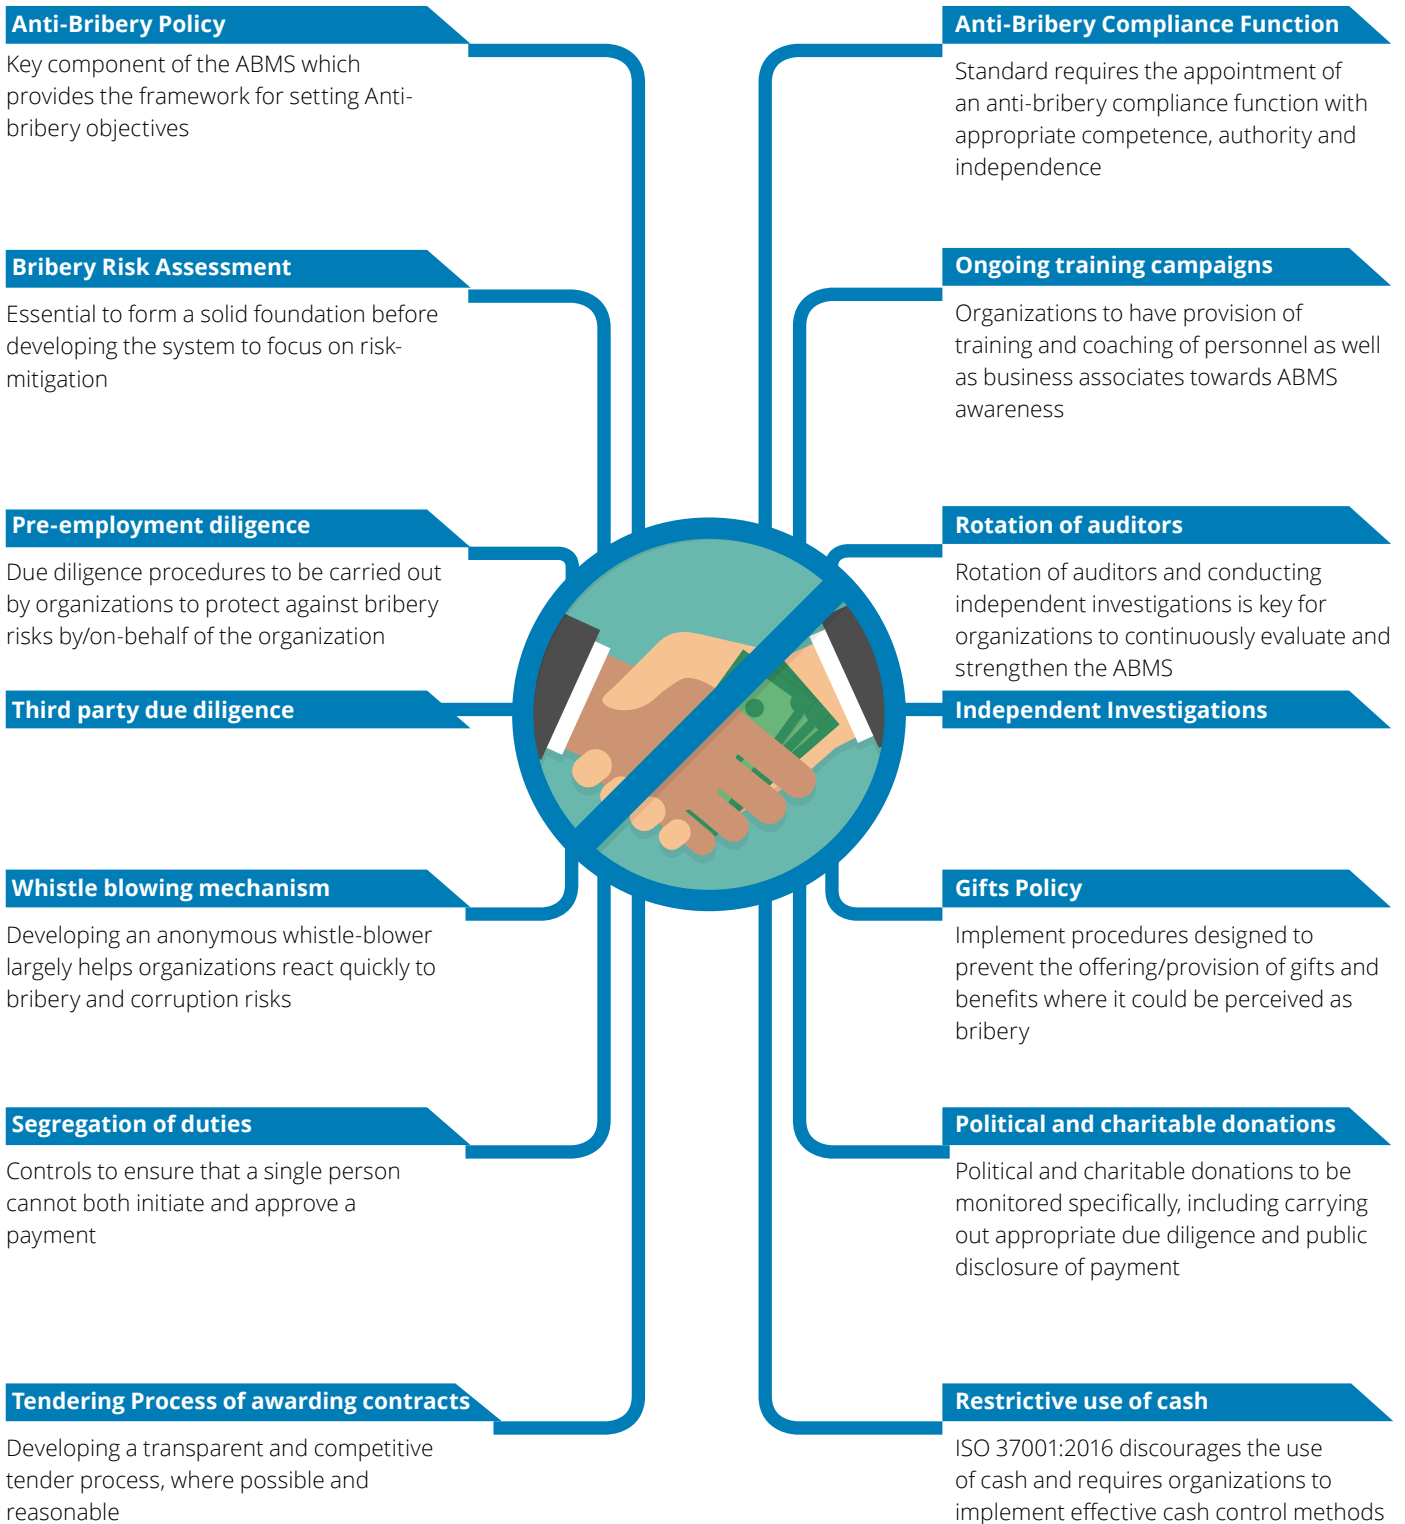 Anti-Bribery Policy
Key component of the ABMS which
provides the framework for setting Anti-
bribery objectives
Bribery Risk Assessment
Essential to form a solid foundation before
developing the system to focus on risk-
mitigation
Pre-employment diligence
Due diligence procedures to be carried out
by organizations to protect against bribery
risks by/on-behalf of the organization
Third party due diligence
Whistle blowing mechanism
Developing an anonymous whistle-blower
largely helps organizations react quickly to
bribery and corruption risks
Segregation of duties
Controls to ensure that a single person
cannot both initiate and approve a
payment
Tendering Process of awarding contracts
Developing a transparent and competitive
tender process, where possible and
reasonable
Anti-Bribery Compliance Function
Standard requires the appointment of
an anti-bribery compliance function with
appropriate competence, authority and
independence
Ongoing training campaigns
Organizations to have provision of
training and coaching of personnel as well
as business associates towards ABMS
awareness
Rotation of auditors
Rotation of auditors and conducting
independent investigations is key for
organizations to continuously evaluate and
strengthen the ABMS
Independent Investigations
Gifts Policy
Implement procedures designed to
prevent the offering/provision of gifts and
benefits where it could be perceived as
bribery
Political and charitable donations
Political and charitable donations to be
monitored specifically, including carrying
out appropriate due diligence and public
disclosure of payment
Restrictive use of cash
ISO 37001:2016 discourages the use
of cash and requires organizations to
implement effective cash control methods